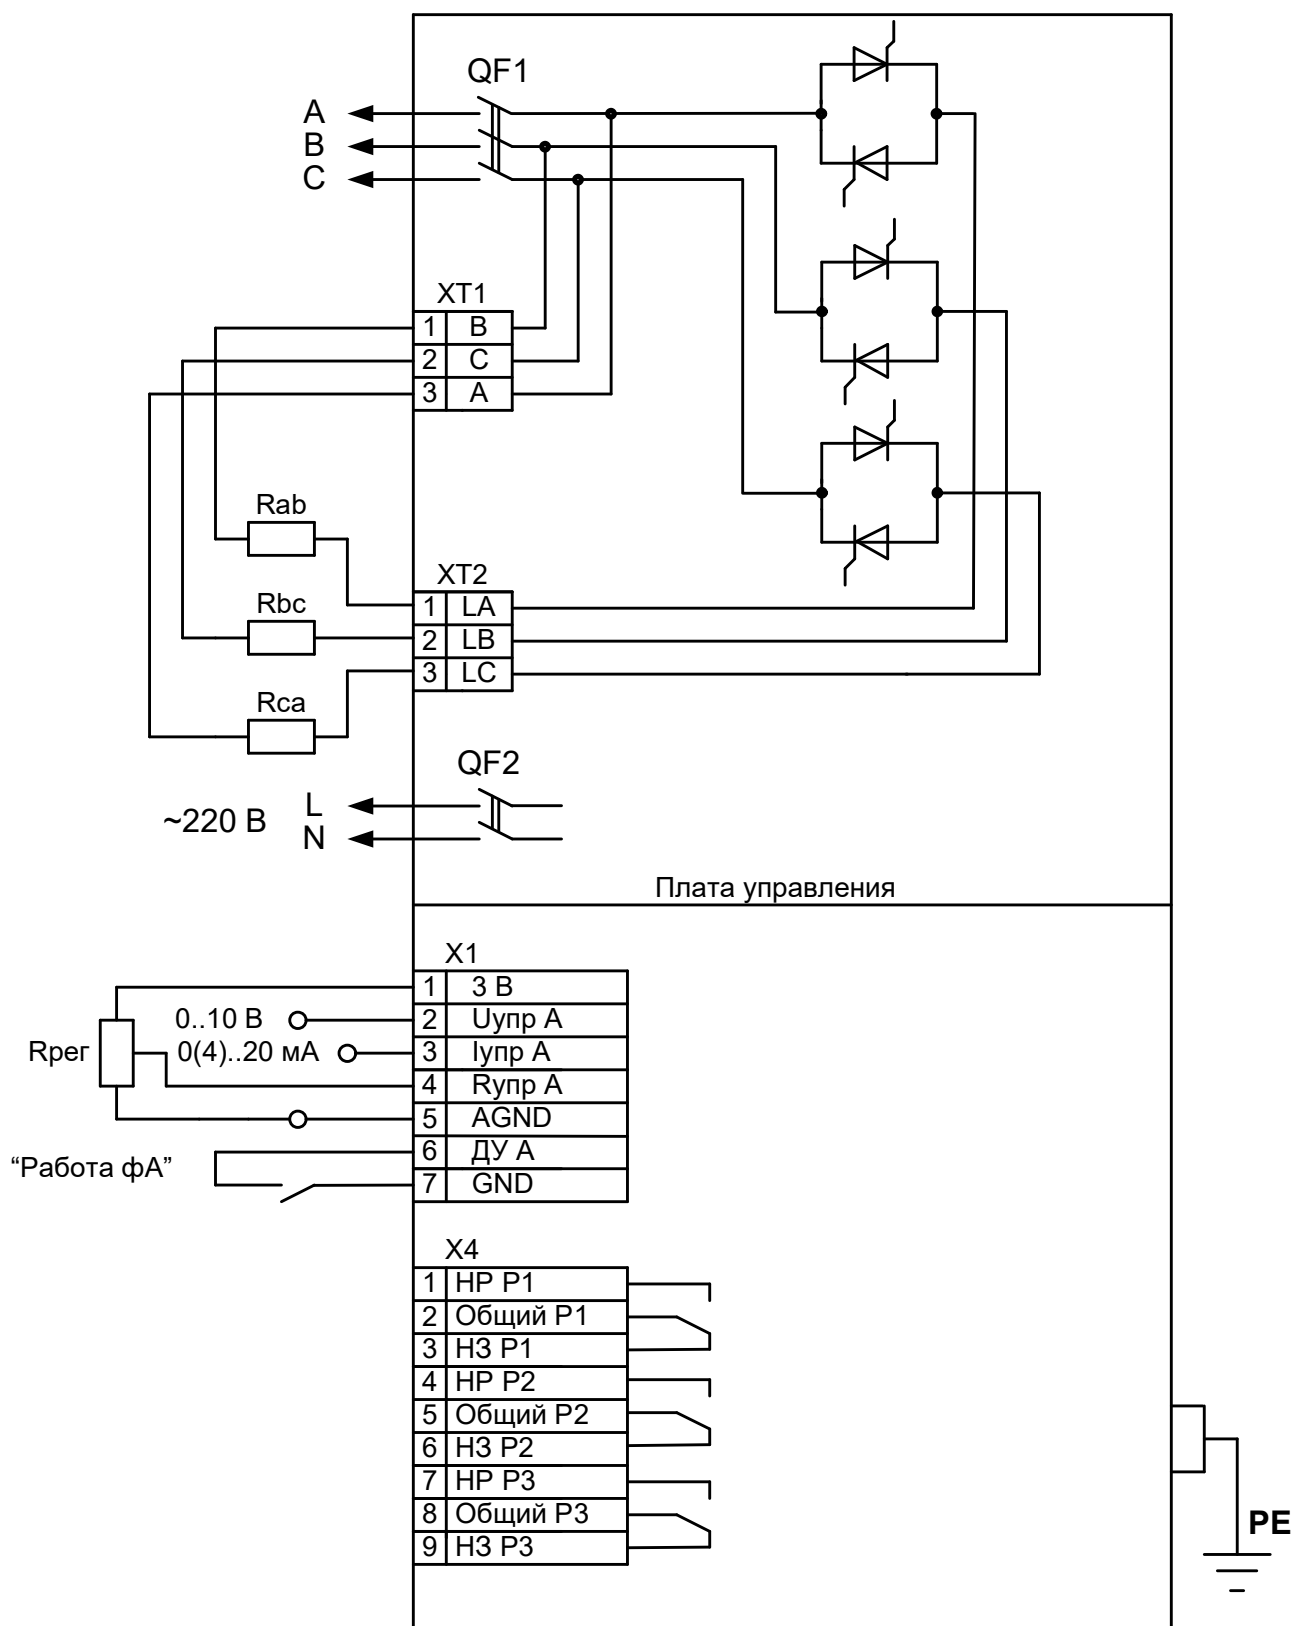 QF1
A
B
C
XT1
1 B
2 C
3 A
Rab
XT2
Rbc
1 LA
2 LB
3 LC
Rca
QF2
~220 В
L
N
Плата управления
X1
1 3 В
0..10 В
2 Uупр А
Rрег
0(4)..20 мА
3 Iупр А
4 Rупр А
5 AGND
“Работа фА”
6 ДУ А
7 GND
X4
1 НР Р1
2 Общий Р1
3 НЗ Р1
4 НР Р2
5 Общий Р2
6 НЗ Р2
7 НР Р3
8 Общий Р3
9 НЗ Р3
PE